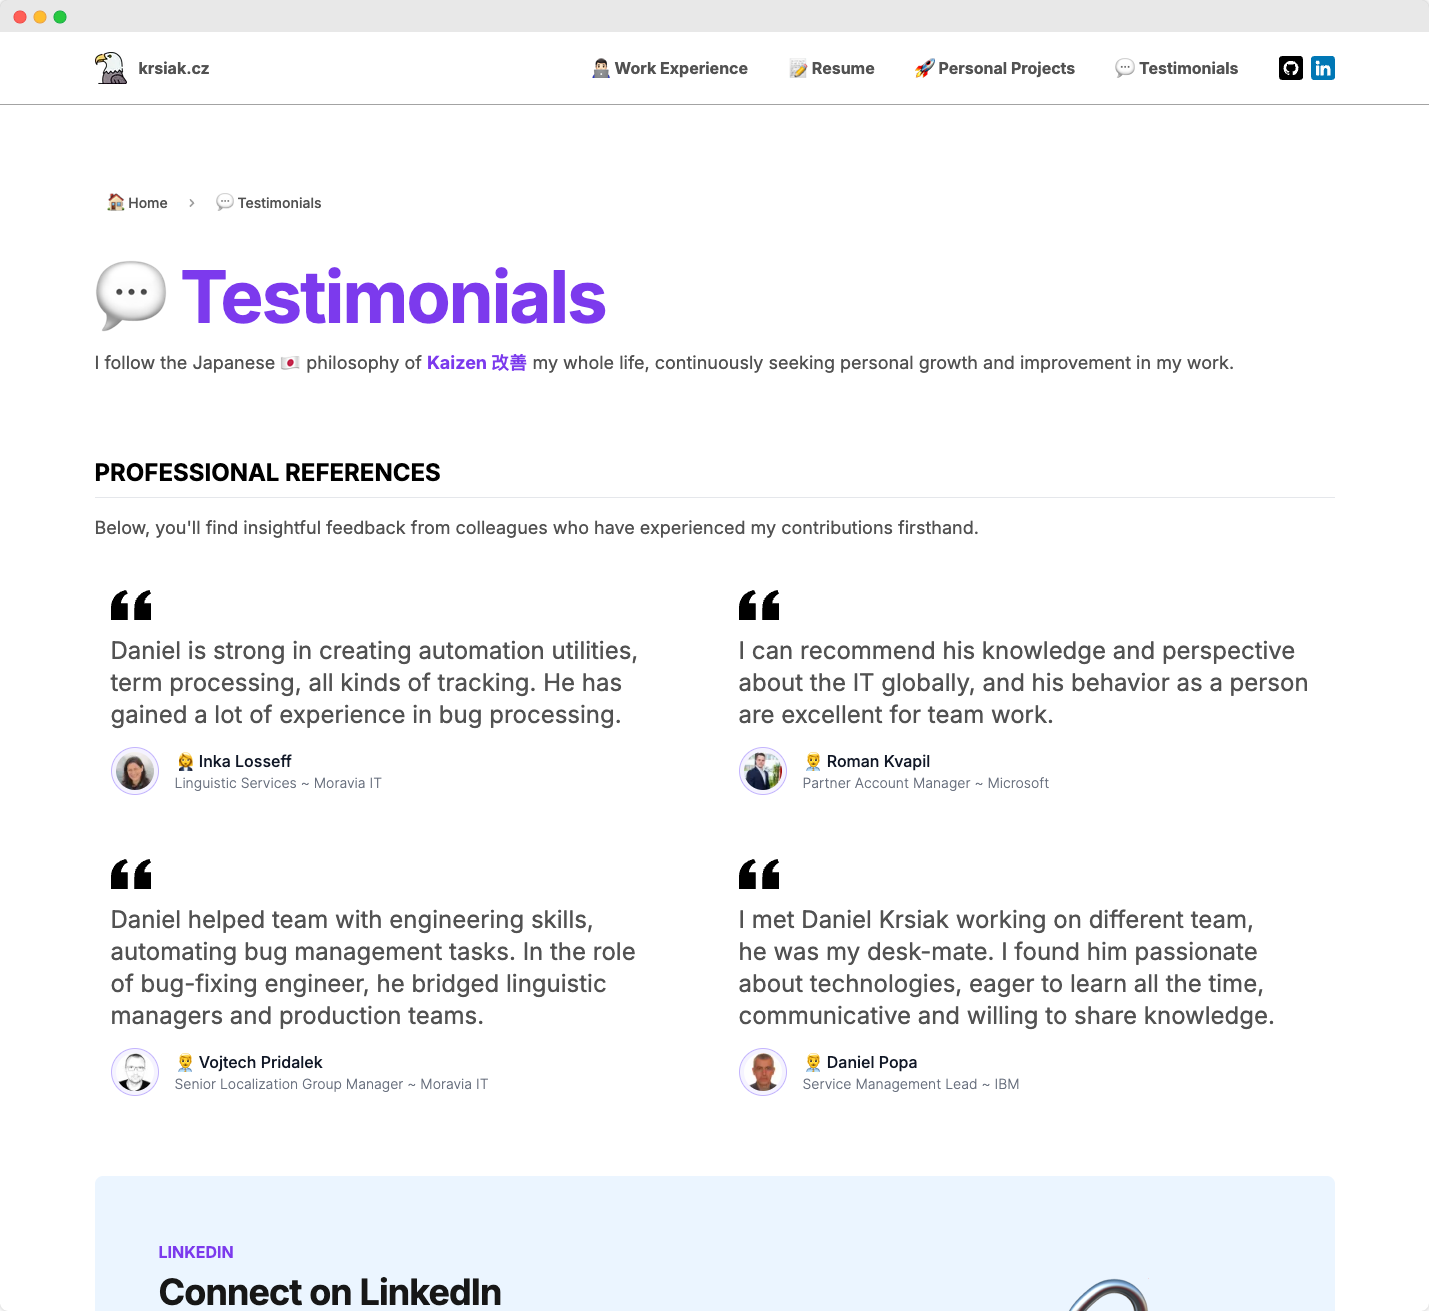 krsiak.cz
Work Experience
Resume
Personal Projects
Testimonials
in
Home
Testimonials
Testimonials
I follow the Japanese philosophy of Kaizen 改善 my whole life, continuously seeking personal growth and improvement in my work.
PROFESSIONAL REFERENCES
Below, you'll find insightful feedback from colleagues who have experienced my contributions firsthand.
Daniel is strong in creating automation utilities,
term processing, all kinds of tracking. He has
gained a lot of experience in bug processing.
Inka Losseff
Linguistic Services ~ Moravia IT
I can recommend his knowledge and perspective
about the IT globally, and his behavior as a person
are excellent for team work.
Roman Kvapil
Partner Account Manager ~ Microsoft
Daniel helped team with engineering skills,
automating bug management tasks. In the role
of bug-fixing engineer, he bridged linguistic
managers and production teams.
Vojtech Pridalek
Senior Localization Group Manager ~ Moravia IT
I met Daniel Krsiak working on different team,
he was my desk-mate. I found him passionate
about technologies, eager to learn all the time,
communicative and willing to share knowledge.
Daniel Popa
Service Management Lead ~ IBM
LINKEDIN
Connect on LinkedIn